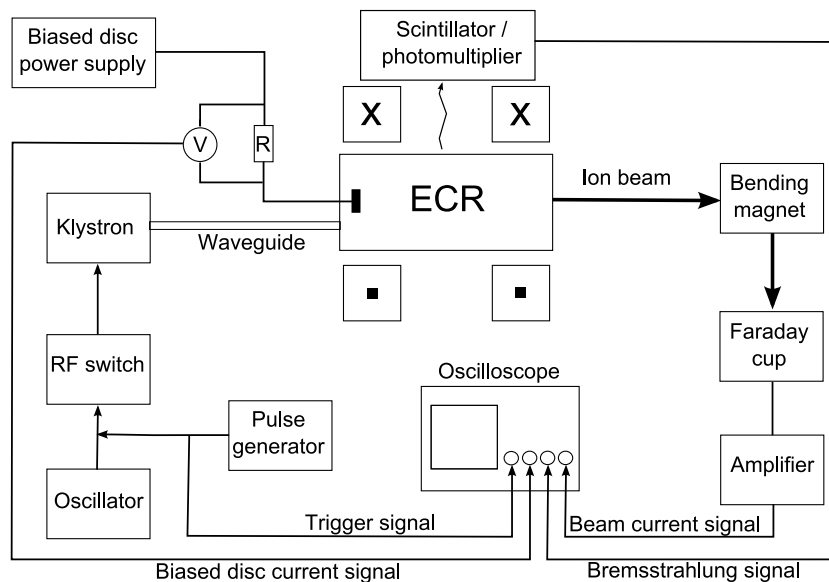 Biased disc
power supply
Scintillator /
photomultiplier
X
X
V
R
ECR
Ion beam
Bending
magnet
Klystron
Waveguide
RF switch
Faraday
cup
Oscilloscope
Pulse
generator
Oscillator
Amplifier
Trigger signal
Beam current signal
Biased disc current signal
Bremsstrahlung signal